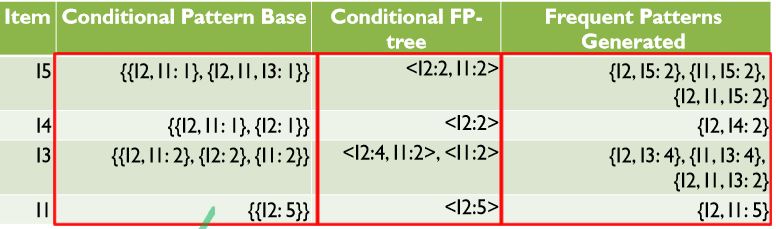 Item Conditional Pattern Base Conditional FP- Frequent Patterns
tree Generated
I5 {{I2, I1: 1}, {I2, I1, I3: 1}} <I2:2, I1:2> {I2, I5: 2}, {I1, I5: 2},
{I2, I1, I5: 2}
I4 {{I2, I1: 1}, {I2: 1}} <I2:2> {I2, I4: 2}
I3 {{I2, I1: 2}, {I2: 2}, {I1: 2}} <I2:4, I1:2>, <I1:2> {I2, I3: 4}, {I1, I3: 4},
{I2, I1, I3: 2}
I1 {{I2: 5}} <I2:5> {I2, I1: 5}